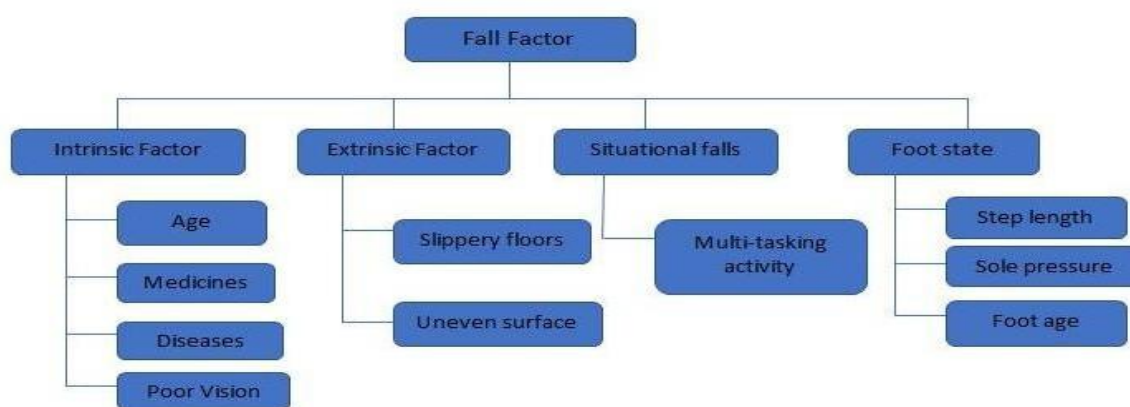 Fall Factor
Intrinsic Factor
Extrinsic Factor
Situational falls
Foot state
Age
Medicines
Diseases
Poor Vision
Slippery floors
Uneven surface
Multi-tasking
activity
Step length
Sole pressure
Foot age